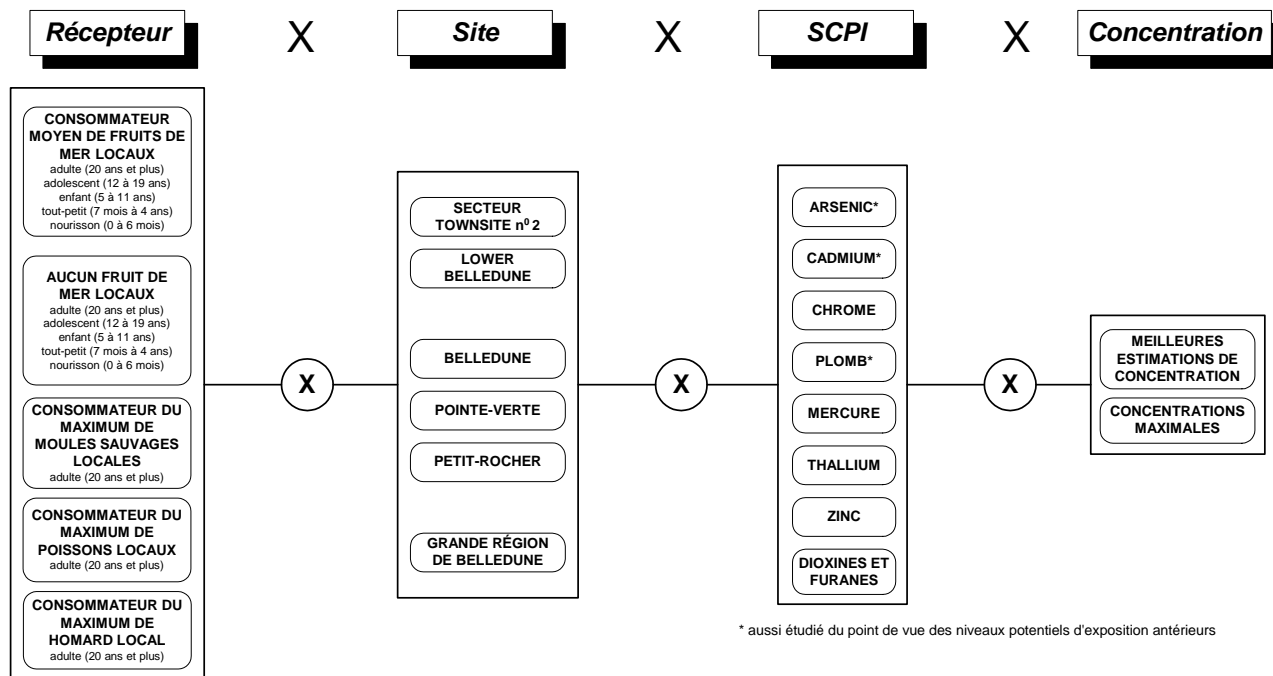 Récepteur X Site X SCPI X Concentration
CONSOMMATEUR
MOYEN DE FRUITS DE
MER LOCAUX
adulte (20 ans et plus)
adolescent (12 à 19 ans)
enfant (5 à 11 ans)
tout-petit (7 mois à 4 ans)
nourisson (0 à 6 mois)
AUCUN FRUIT DE
MER LOCAUX
adulte (20 ans et plus)
adolescent (12 à 19 ans)
enfant (5 à 11 ans)
tout-petit (7 mois à 4 ans)
nourisson (0 à 6 mois)
CONSOMMATEUR DU
MAXIMUM DE
MOULES SAUVAGES
LOCALES
adulte (20 ans et plus)
CONSOMMATEUR DU
MAXIMUM DE
POISSONS LOCAUX
adulte (20 ans et plus)
CONSOMMATEUR DU
MAXIMUM DE
HOMARD LOCAL
adulte (20 ans et plus)
X
SECTEUR
TOWNSITE n⁰ 2
LOWER
BELLEDUNE
BELLEDUNE
POINTE-VERTE
PETIT-ROCHER
GRANDE RÉGION
DE BELLEDUNE
X
ARSENIC*
CADMIUM*
CHROME
PLOMB*
MERCURE
THALLIUM
ZINC
DIOXINES ET
FURANES
X
MEILLEURES
ESTIMATIONS DE
CONCENTRATION
CONCENTRATIONS
MAXIMALES
* aussi étudié du point de vue des niveaux potentiels d'exposition antérieurs